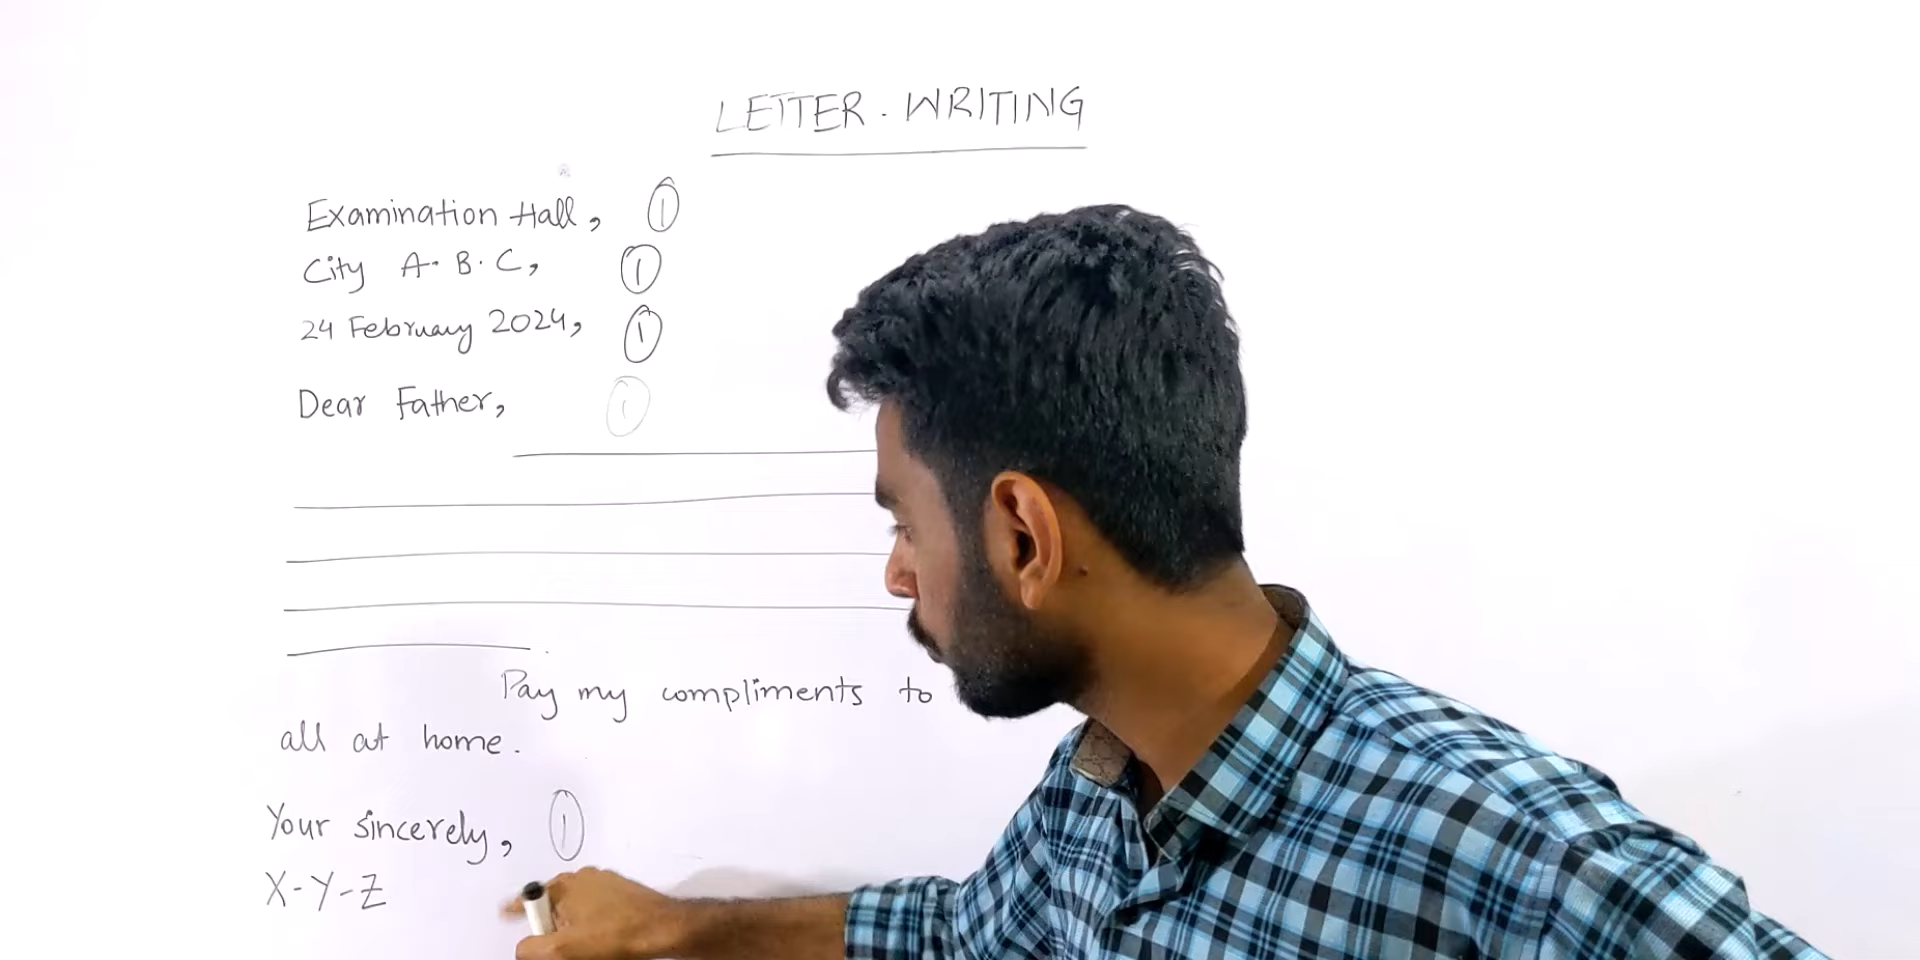 LETTER. WRITING
Examination Hall, 1
City A. B. C, 1
24 February 2024, 1
Dear Father, 1
Pay my compliments to
all at home.
Your sincerely, 1
X-Y-Z